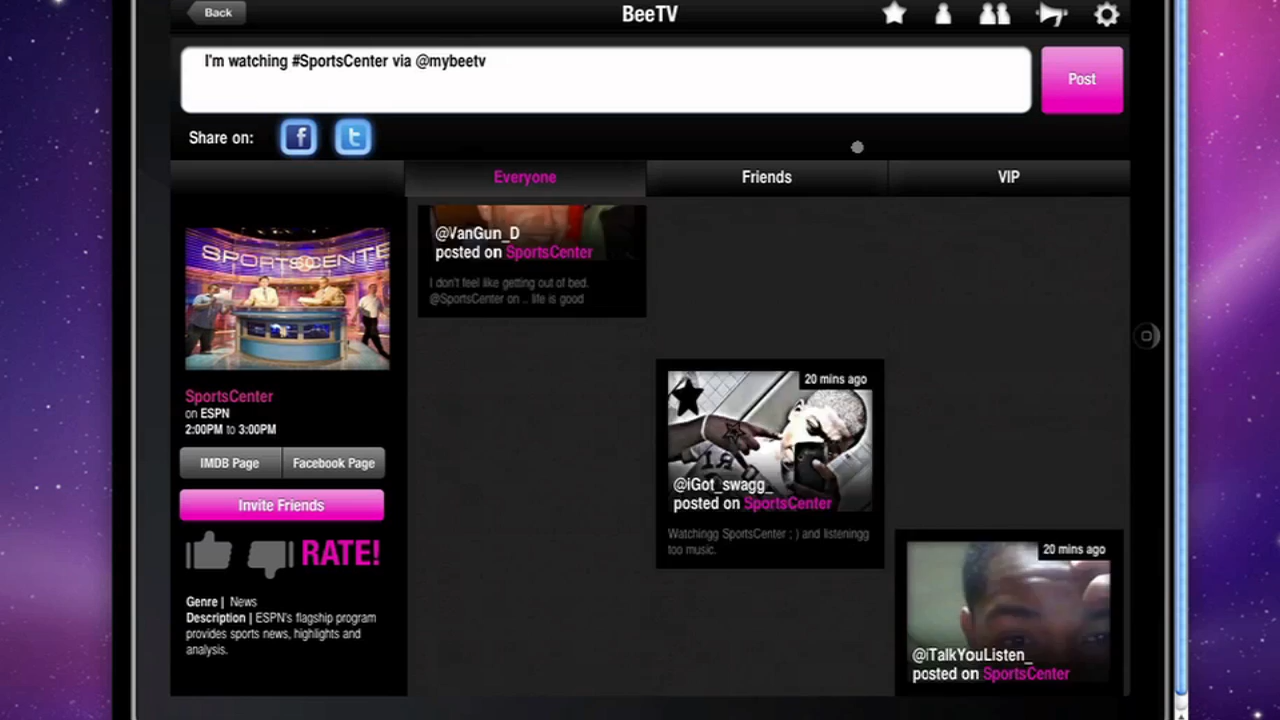 Back
BeeTV
I'm watching #SportsCenter via @mybeetv
Post
Share on:
f
t
Everyone
Friends
VIP
SPORTSCENTE
SportsCenter
on ESPN
2:00PM to 3:00PM
IMDB Page
Facebook Page
Invite Friends
RATE!
Genre | News
Description | ESPN's flagship program
provides sports news, highlights and
analysis.
@VanGun_D
posted on SportsCenter
I don't feel like getting out of bed.
@SportsCenter on .. life is good
20 mins ago
@iGot_swagg_
posted on SportsCenter
Watchingg SportsCenter ; ) and listeningg
too music.
20 mins ago
@iTalkYouListen_
posted on SportsCenter